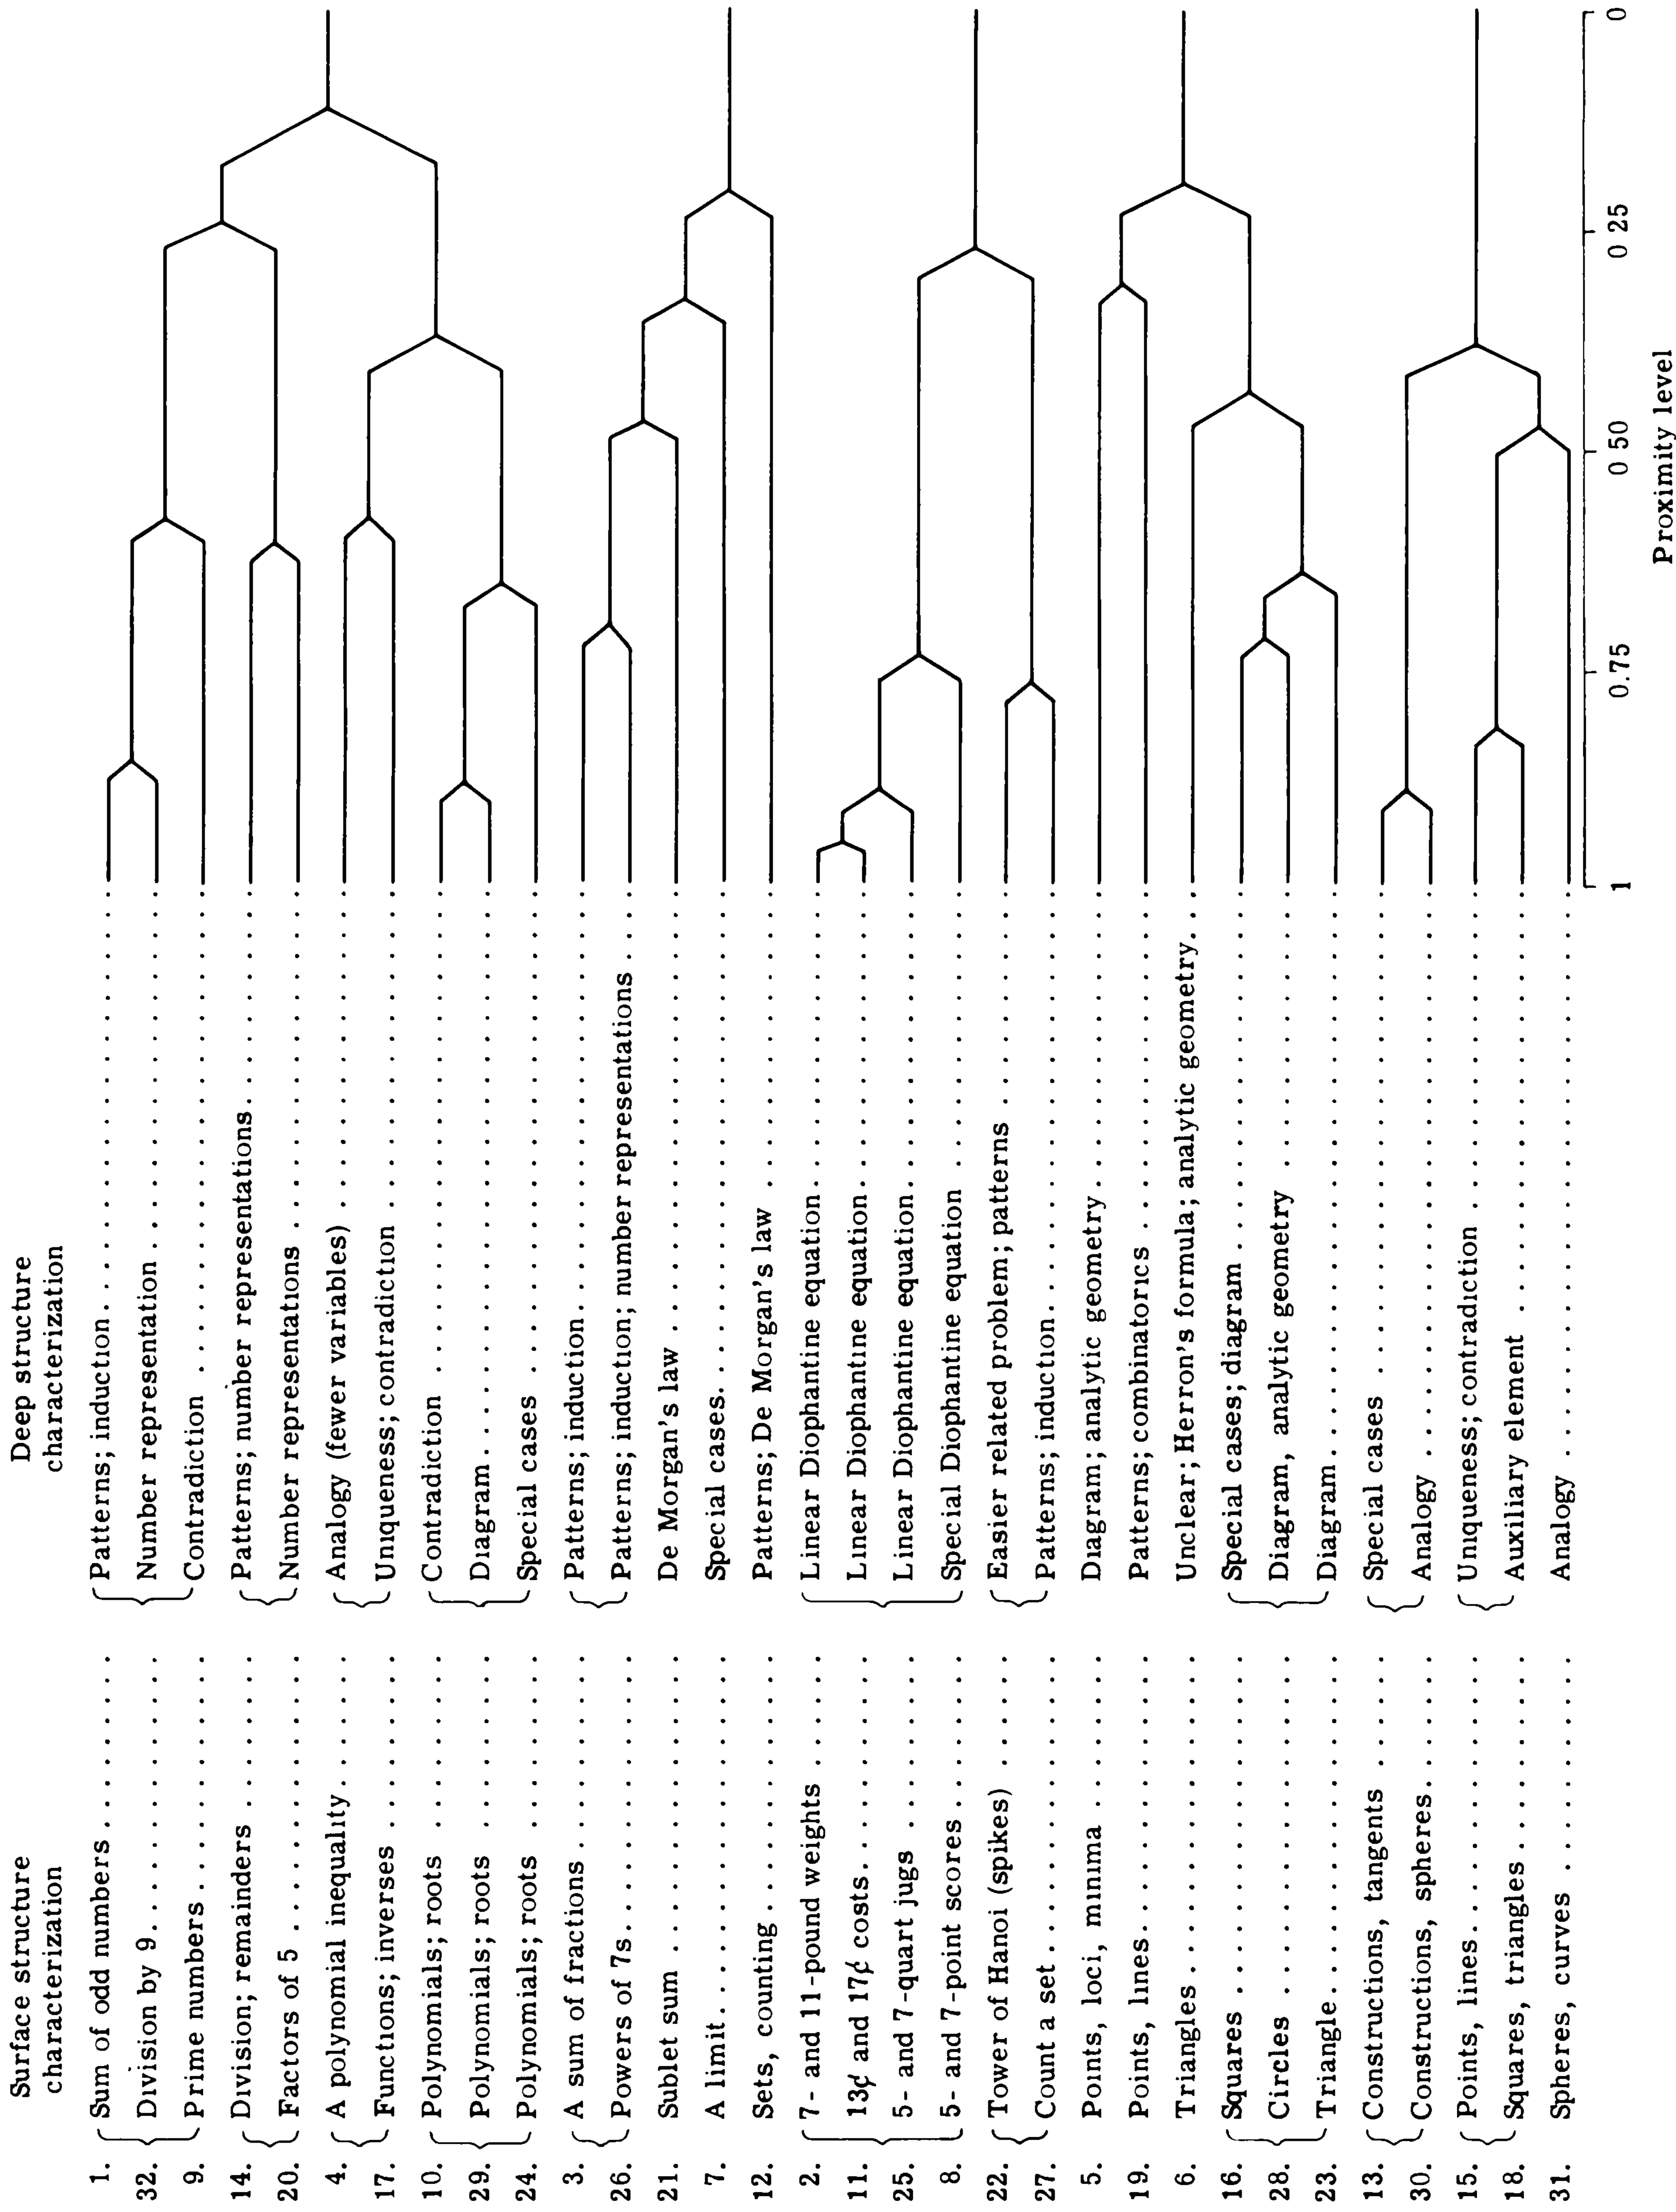 Surface structure
characterization
Deep structure
characterization
1. Sum of odd numbers . . . . . . . Patterns; induction
32. Division by 9 . . . . . . . Number representation
9. Prime numbers . . . . . . . Contradiction
14. Division; remainders . . . . . . . Patterns; number representations
20. Factors of 5 . . . . . . . Number representations
4. A polynomial inequality . . . . . . . Analogy (fewer variables)
17. Functions; inverses . . . . . . . Uniqueness; contradiction
10. Polynomials; roots . . . . . . . Contradiction
29. Polynomials; roots . . . . . . . Diagram
24. Polynomials; roots . . . . . . . Special cases
3. A sum of fractions . . . . . . . Patterns; induction
26. Powers of 7s . . . . . . . Patterns; induction; number representations
21. Sublet sum . . . . . . . De Morgan's law
7. A limit . . . . . . . Special cases
12. Sets, counting . . . . . . . Patterns; De Morgan's law
2. 7- and 11-pound weights . . . . . . . Linear Diophantine equation
11. 13¢ and 17¢ costs . . . . . . . Linear Diophantine equation
25. 5- and 7-quart jugs . . . . . . . Linear Diophantine equation
8. 5- and 7-point scores . . . . . . . Special Diophantine equation
22. Tower of Hanoi (spikes) . . . . . . . Easier related problem; patterns
27. Count a set . . . . . . . Patterns; induction
5. Points, loci, minima . . . . . . . Diagram; analytic geometry
19. Points, lines . . . . . . . Patterns; combinatorics
6. Triangles . . . . . . . Unclear; Herron's formula; analytic geometry
16. Squares . . . . . . . Special cases; diagram
28. Circles . . . . . . . Diagram, analytic geometry
23. Triangle . . . . . . . Diagram
13. Constructions, tangents . . . . . . . Special cases
30. Constructions, spheres . . . . . . . Analogy
15. Points, lines . . . . . . . Uniqueness; contradiction
18. Squares, triangles . . . . . . . Auxiliary element
31. Spheres, curves . . . . . . . Analogy
1 0.75 0 50 0 25 0
Proximity level